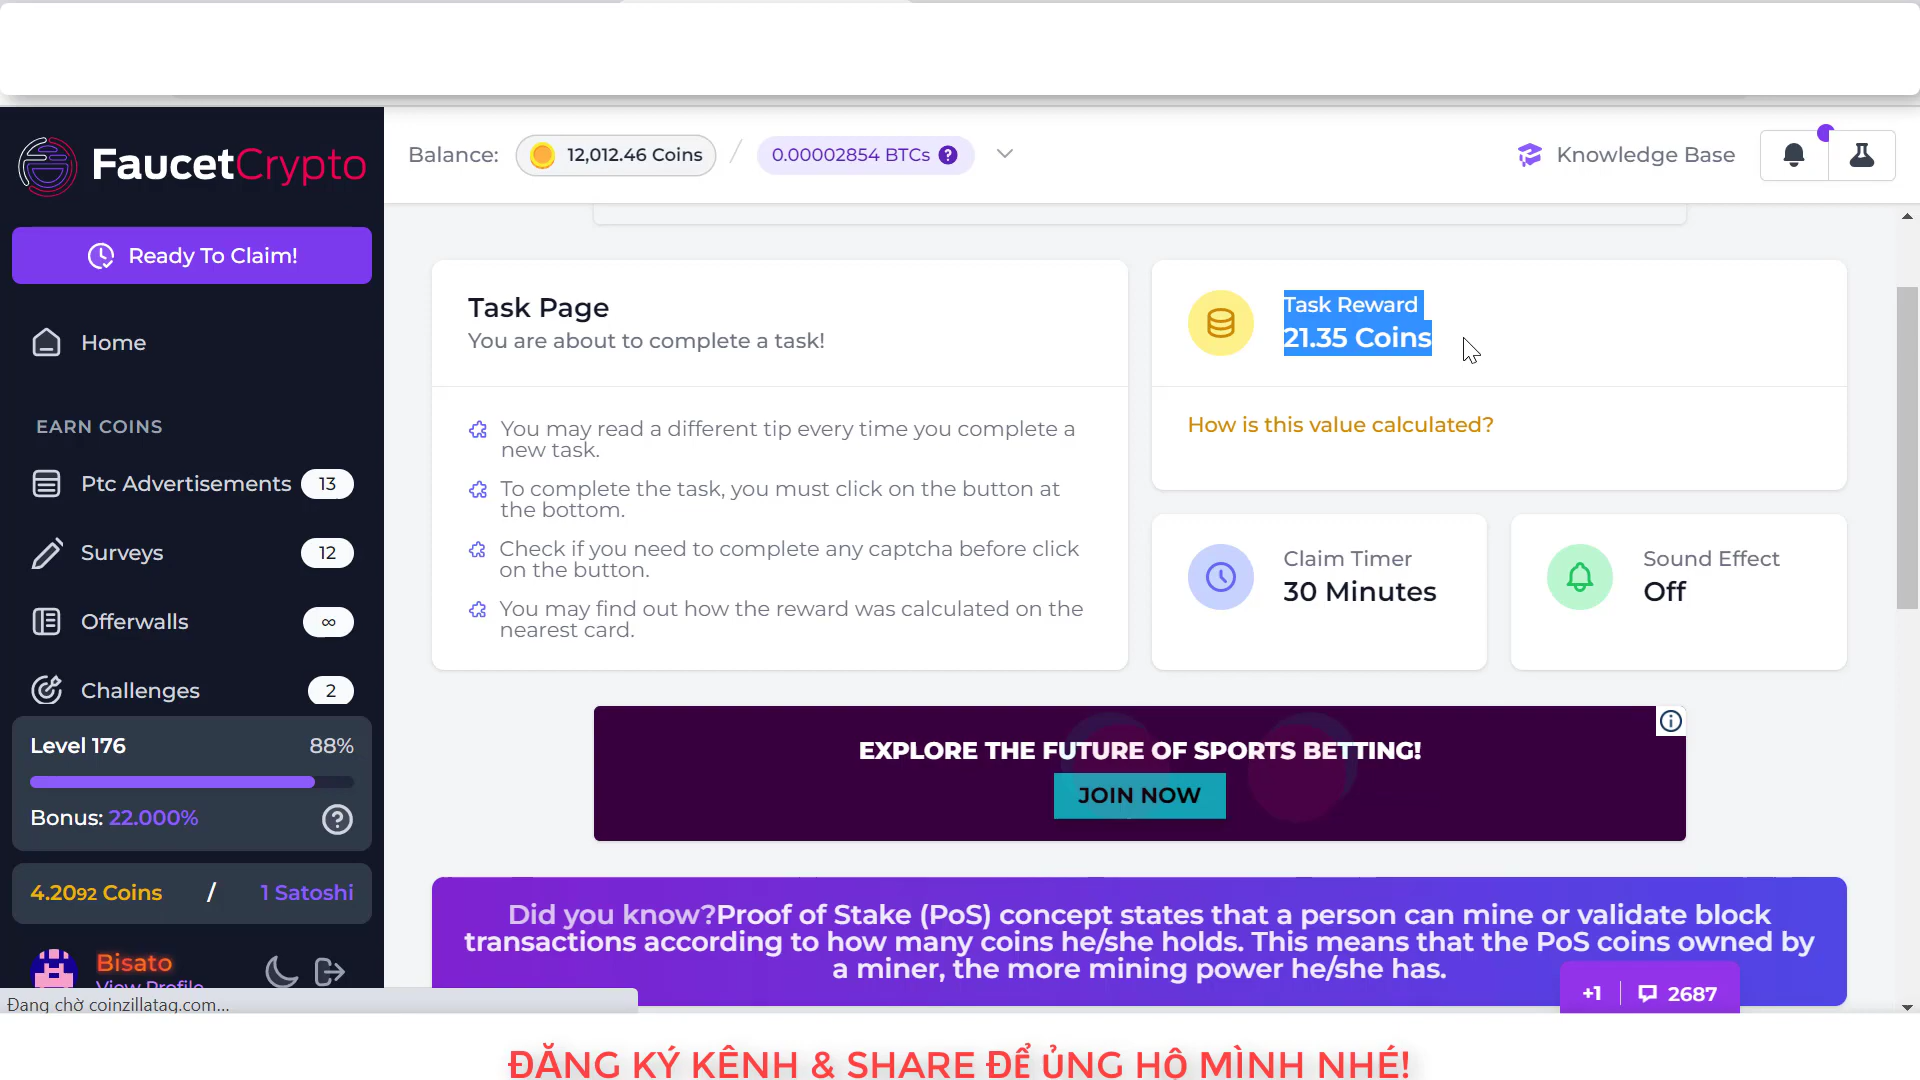 FaucetCrypto
Balance:
12,012.46 Coins
/
0.00002854 BTCs ?
Knowledge Base
Ready To Claim!
Home
EARN COINS
Ptc Advertisements 13
Surveys 12
Offerwalls ∞
Challenges 2
Level 176 88%
Bonus: 22.000% ?
4.2092 Coins / 1 Satoshi
Bisato
View Profile
Đang chờ coinzillatag.com...
Task Page
You are about to complete a task!
You may read a different tip every time you complete a
new task.
To complete the task, you must click on the button at
the bottom.
Check if you need to complete any captcha before click
on the button.
You may find out how the reward was calculated on the
nearest card.
Task Reward
21.35 Coins
How is this value calculated?
Claim Timer
30 Minutes
Sound Effect
Off
EXPLORE THE FUTURE OF SPORTS BETTING!
JOIN NOW
Did you know?Proof of Stake (PoS) concept states that a person can mine or validate block
transactions according to how many coins he/she holds. This means that the PoS coins owned by
a miner, the more mining power he/she has.
+1 2687
ĐĂNG KÝ KÊNH & SHARE ĐỂ ỦNG HỘ MÌNH NHÉ!